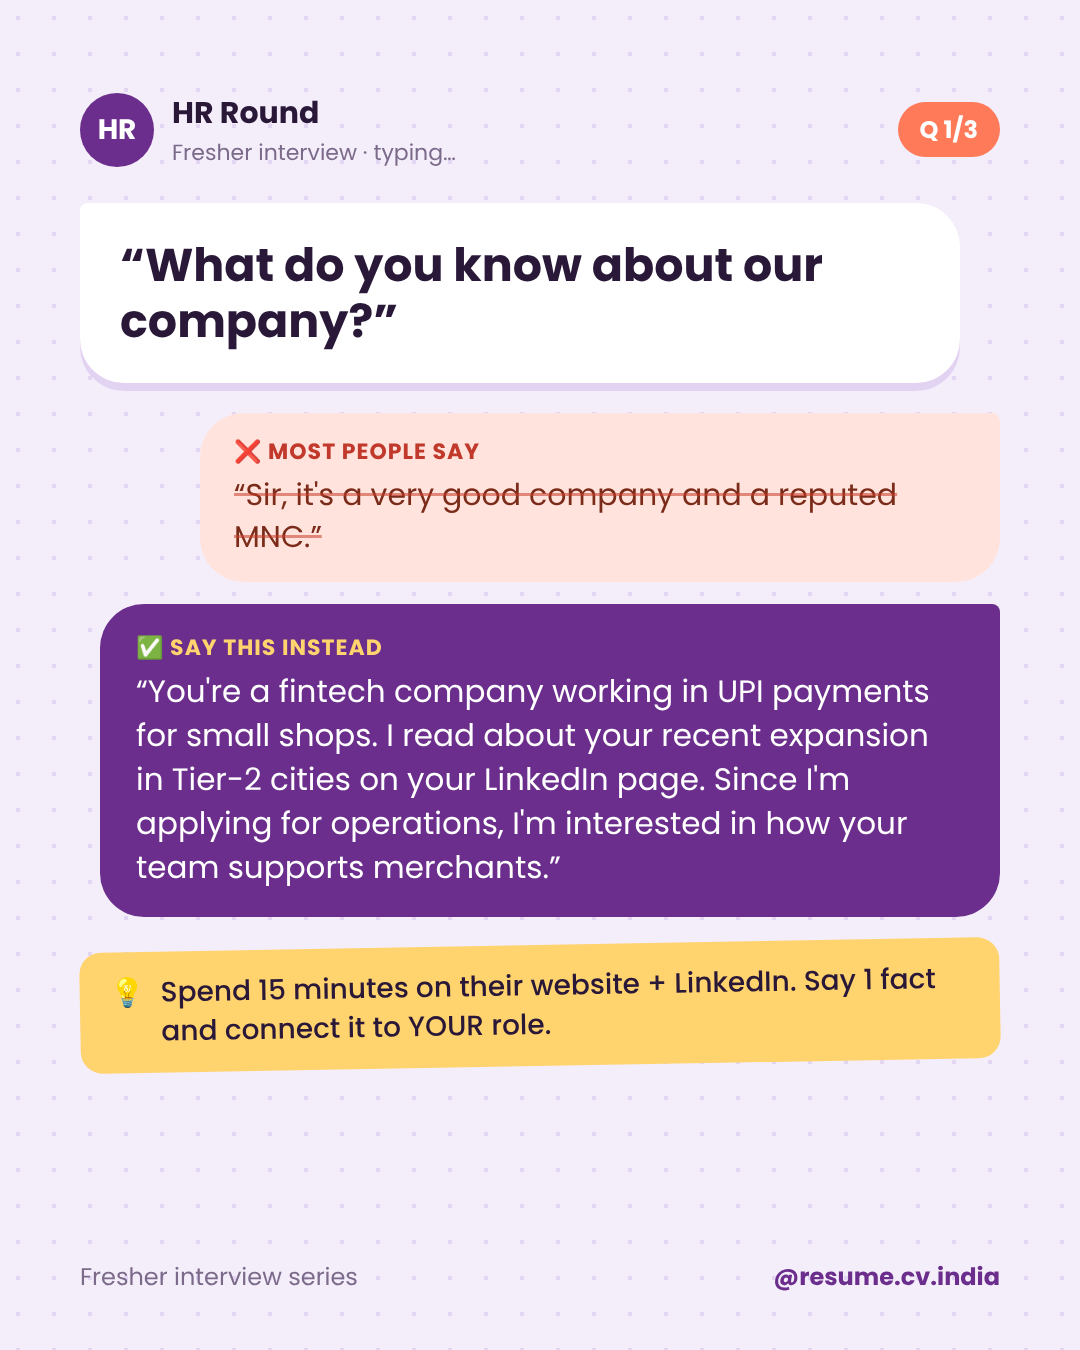 HR
HR Round
Fresher interview · typing...
Q 1/3
“What do you know about our
company?”
❌ MOST PEOPLE SAY
“Sir, it's a very good company and a reputed
MNC.”
✅ SAY THIS INSTEAD
“You're a fintech company working in UPI payments
for small shops. I read about your recent expansion
in Tier-2 cities on your LinkedIn page. Since I'm
applying for operations, I'm interested in how your
team supports merchants.”
💡 Spend 15 minutes on their website + LinkedIn. Say 1 fact
and connect it to YOUR role.
Fresher interview series
@resume.cv.india